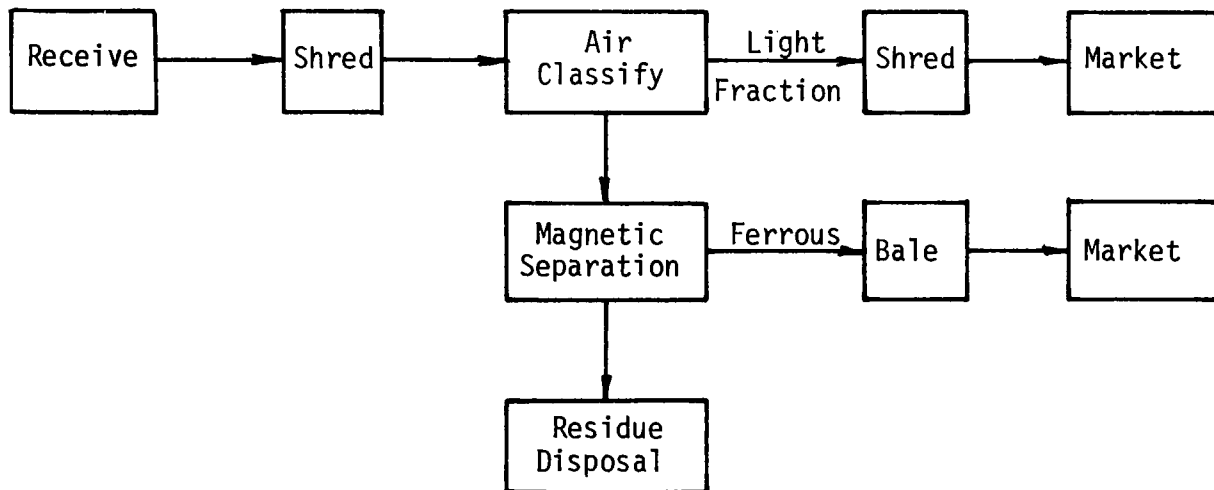 Receive
Shred
Air
Classify
Light
Fraction
Shred
Market
Magnetic
Separation
Ferrous
Bale
Market
Residue
Disposal